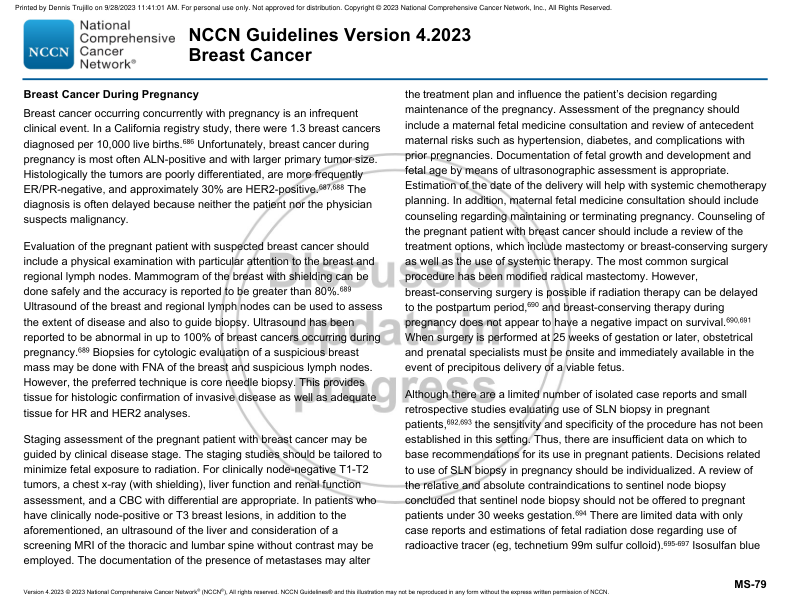 Printed by Dennis Trujillo on 9/28/2023 11:41:01 AM. For personal use only. Not approved for distribution. Copyright © 2023 National Comprehensive Cancer Network, Inc., All Rights Reserved.
NCCN
National
Comprehensive
Cancer
Network®
NCCN Guidelines Version 4.2023
Breast Cancer
Breast Cancer During Pregnancy
Breast cancer occurring concurrently with pregnancy is an infrequent
clinical event. In a California registry study, there were 1.3 breast cancers
diagnosed per 10,000 live births.686 Unfortunately, breast cancer during
pregnancy is most often ALN-positive and with larger primary tumor size.
Histologically the tumors are poorly differentiated, are more frequently
ER/PR-negative, and approximately 30% are HER2-positive.687,688 The
diagnosis is often delayed because neither the patient nor the physician
suspects malignancy.
Evaluation of the pregnant patient with suspected breast cancer should
include a physical examination with particular attention to the breast and
regional lymph nodes. Mammogram of the breast with shielding can be
done safely and the accuracy is reported to be greater than 80%.689
Ultrasound of the breast and regional lymph nodes can be used to assess
the extent of disease and also to guide biopsy. Ultrasound has been
reported to be abnormal in up to 100% of breast cancers occurring during
pregnancy.689 Biopsies for cytologic evaluation of a suspicious breast
mass may be done with FNA of the breast and suspicious lymph nodes.
However, the preferred technique is core needle biopsy. This provides
tissue for histologic confirmation of invasive disease as well as adequate
tissue for HR and HER2 analyses.
Staging assessment of the pregnant patient with breast cancer may be
guided by clinical disease stage. The staging studies should be tailored to
minimize fetal exposure to radiation. For clinically node-negative T1-T2
tumors, a chest x-ray (with shielding), liver function and renal function
assessment, and a CBC with differential are appropriate. In patients who
have clinically node-positive or T3 breast lesions, in addition to the
aforementioned, an ultrasound of the liver and consideration of a
screening MRI of the thoracic and lumbar spine without contrast may be
employed. The documentation of the presence of metastases may alter
the treatment plan and influence the patient's decision regarding
maintenance of the pregnancy. Assessment of the pregnancy should
include a maternal fetal medicine consultation and review of antecedent
maternal risks such as hypertension, diabetes, and complications with
prior pregnancies. Documentation of fetal growth and development and
fetal age by means of ultrasonographic assessment is appropriate.
Estimation of the date of the delivery will help with systemic chemotherapy
planning. In addition, maternal fetal medicine consultation should include
counseling regarding maintaining or terminating pregnancy. Counseling of
the pregnant patient with breast cancer should include a review of the
treatment options, which include mastectomy or breast-conserving surgery
as well as the use of systemic therapy. The most common surgical
procedure has been modified radical mastectomy. However,
breast-conserving surgery is possible if radiation therapy can be delayed
to the postpartum period,690 and breast-conserving therapy during
pregnancy does not appear to have a negative impact on survival.690,691
When surgery is performed at 25 weeks of gestation or later, obstetrical
and prenatal specialists must be onsite and immediately available in the
event of precipitous delivery of a viable fetus.
Although there are a limited number of isolated case reports and small
retrospective studies evaluating use of SLN biopsy in pregnant
patients,692,693 the sensitivity and specificity of the procedure has not been
established in this setting. Thus, there are insufficient data on which to
base recommendations for its use in pregnant patients. Decisions related
to use of SLN biopsy in pregnancy should be individualized. A review of
the relative and absolute contraindications to sentinel node biopsy
concluded that sentinel node biopsy should not be offered to pregnant
patients under 30 weeks gestation.694 There are limited data with only
case reports and estimations of fetal radiation dose regarding use of
radioactive tracer (eg, technetium 99m sulfur colloid).695-697 Isosulfan blue
Discussion
update in
progress
MS-79
Version 4.2023 © 2023 National Comprehensive Cancer Network® (NCCN®), All rights reserved. NCCN Guidelines® and this illustration may not be reproduced in any form without the express written permission of NCCN.